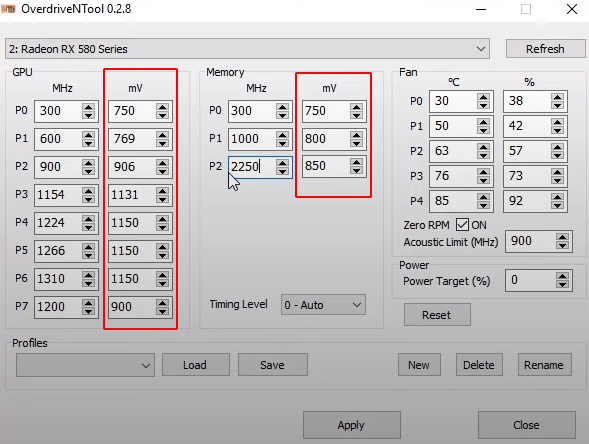 OverdriveNTool 0.2.8
2: Radeon RX 580 Series
Refresh
GPU
MHz mV
P0 300 750
P1 600 769
P2 900 906
P3 1154 1131
P4 1224 1150
P5 1266 1150
P6 1310 1150
P7 1200 900
Memory
MHz mV
P0 300 750
P1 1000 800
P2 2250 850
Timing Level 0 - Auto
Fan
°C %
P0 30 38
P1 50 42
P2 63 57
P3 76 73
P4 85 92
Zero RPM ON
Acoustic Limit (MHz) 900
Power
Power Target (%) 0
Reset
Profiles
Load Save New Delete Rename
Apply Close